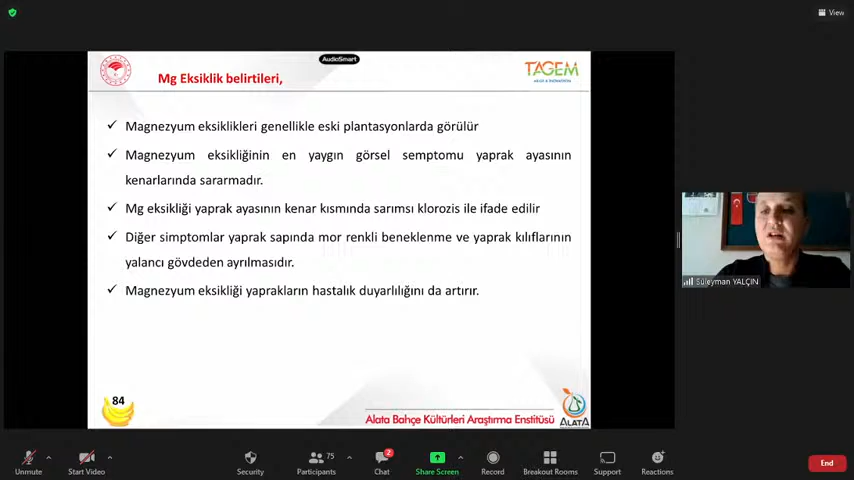 View
AudioSmart
Mg Eksiklik belirtileri,
TAGEM
✓ Magnezyum eksiklikleri genellikle eski plantasyonlarda görülür
✓ Magnezyum eksikliğinin en yaygın görsel semptomu yaprak ayasının
kenarlarında sararmadır.
✓ Mg eksikliği yaprak ayasının kenar kısmında sarımsı klorozis ile ifade edilir
✓ Diğer simptomlar yaprak sapında mor renkli beneklenme ve yaprak kılıflarının
yalancı gövdeden ayrılmasıdır.
✓ Magnezyum eksikliği yaprakların hastalık duyarlılığını da artırır.
Süleyman YALÇIN
84
Alata Bahçe Kültürleri Araştırma Enstitüsü
ALATA
75
2
Unmute
Start Video
Security
Participants
Chat
Share Screen
Record
Breakout Rooms
Support
Reactions
End